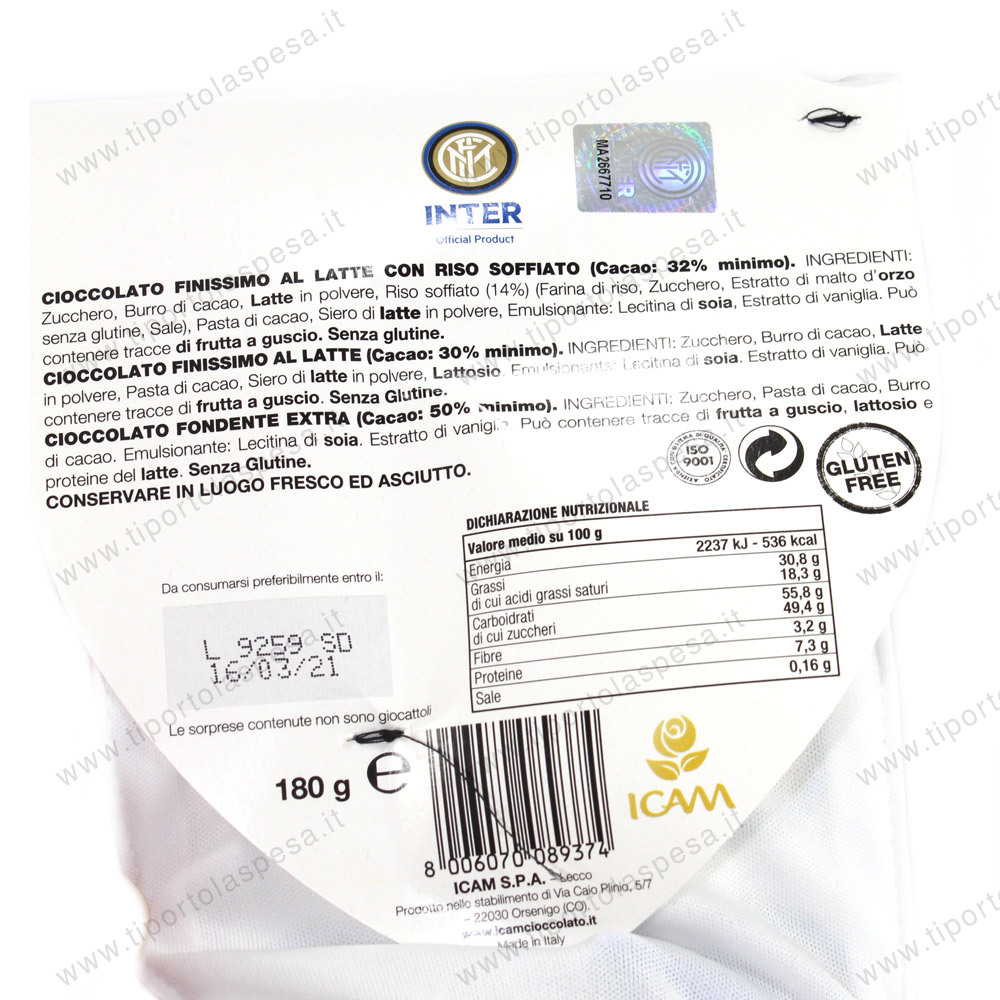 INTER
Official Product
MA2667710
CIOCCOLATO FINISSIMO AL LATTE CON RISO SOFFIATO (Cacao: 32% minimo). INGREDIENTI:
Zucchero, Burro di cacao, Latte in polvere, Riso soffiato (14%) (Farina di riso, Zucchero, Estratto di malto d'orzo
senza glutine, Sale), Pasta di cacao, Siero di latte in polvere, Emulsionante: Lecitina di soia, Estratto di vaniglia. Può
contenere tracce di frutta a guscio. Senza glutine.
CIOCCOLATO FINISSIMO AL LATTE (Cacao: 30% minimo). INGREDIENTI: Zucchero, Burro di cacao, Latte
in polvere, Pasta di cacao, Siero di latte in polvere, Lattosio. Emulsionante: Lecitina di soia. Estratto di vaniglia. Può
contenere tracce di frutta a guscio. Senza Glutine.
CIOCCOLATO FONDENTE EXTRA (Cacao: 50% minimo). INGREDIENTI: Zucchero, Pasta di cacao, Burro
di cacao. Emulsionante: Lecitina di soia. Estratto di vaniglia. Può contenere tracce di frutta a guscio, lattosio e
proteine del latte. Senza Glutine.
CONSERVARE IN LUOGO FRESCO ED ASCIUTTO.
ISO
9001
GLUTEN
FREE
DICHIARAZIONE NUTRIZIONALE
Valore medio su 100 g
Energia 2237 kJ - 536 kcal
Grassi 30,8 g
di cui acidi grassi saturi 18,3 g
Carboidrati 55,8 g
di cui zuccheri 49,4 g
Fibre 3,2 g
Proteine 7,3 g
Sale 0,16 g
Da consumarsi preferibilmente entro il:
L 9259 SD
16/03/21
Le sorprese contenute non sono giocattoli
180 g e
ICAM
8 006070 089374
ICAM S.P.A. - Lecco
Prodotto nello stabilimento di Via Caio Plinio, 5/7
- 22030 Orsenigo (CO).
www.icamcioccolato.it
Made in Italy
www.tiportolaspesa.it